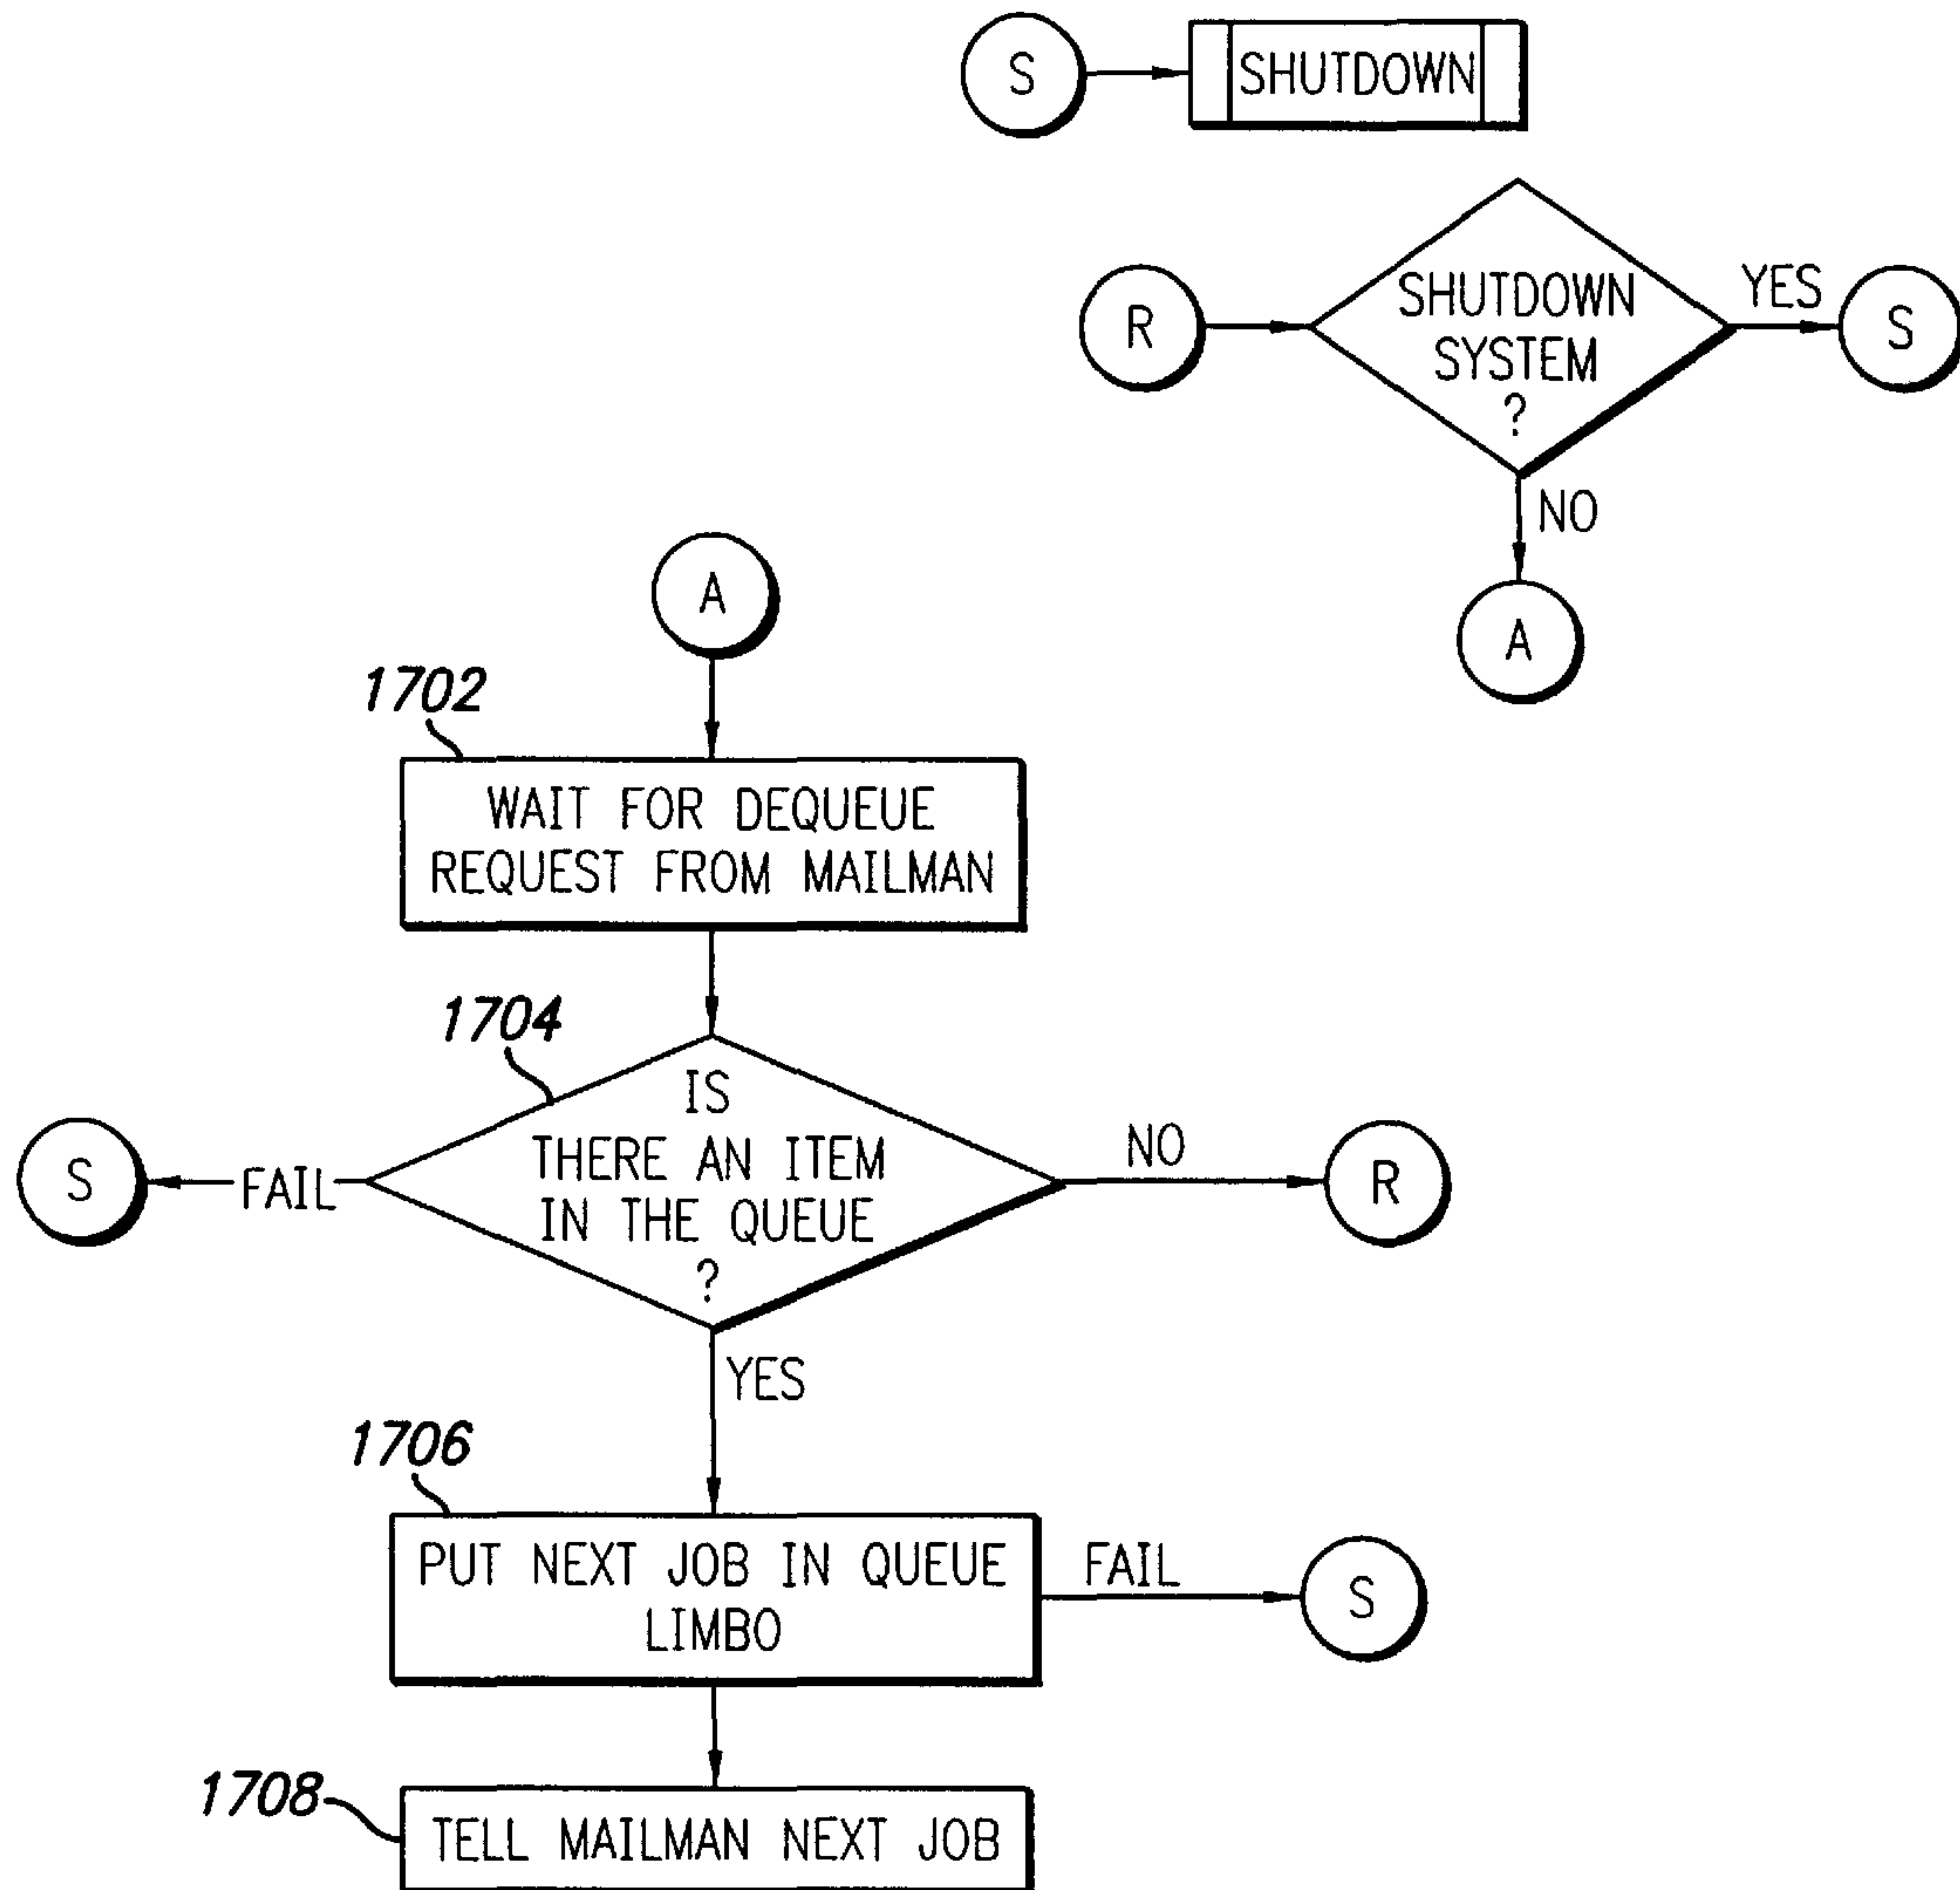 S
SHUTDOWN
R
SHUTDOWN
SYSTEM
?
YES
S
NO
A
A
1702
WAIT FOR DEQUEUE
REQUEST FROM MAILMAN
1704
IS
THERE AN ITEM
IN THE QUEUE
?
FAIL
S
NO
R
YES
1706
PUT NEXT JOB IN QUEUE
LIMBO
FAIL
S
1708
TELL MAILMAN NEXT JOB